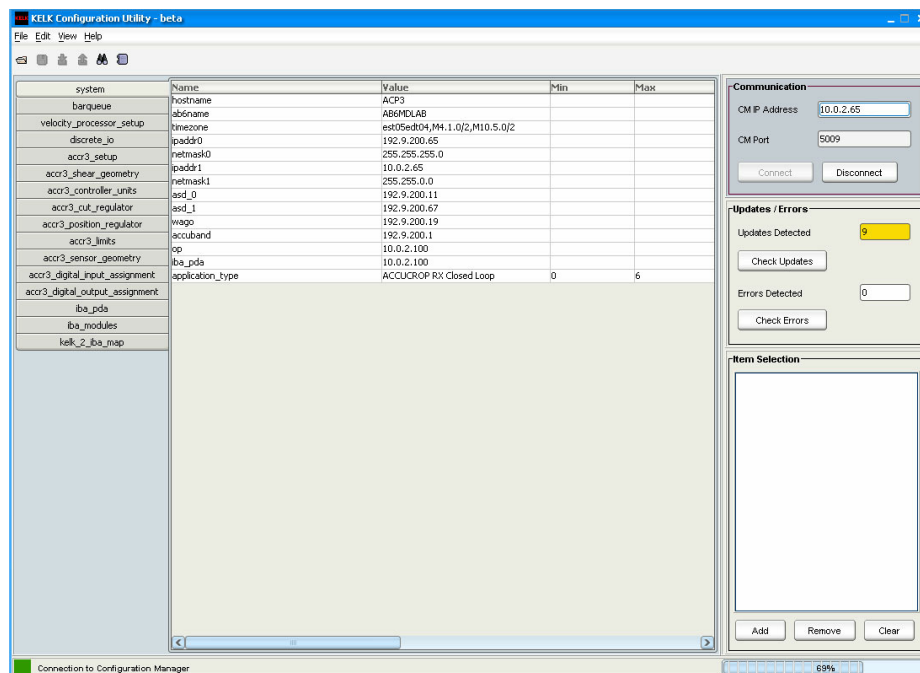 KELK KELK Configuration Utility - beta
File Edit View Help
system
barqueue
velocity_processor_setup
discrete_io
accr3_setup
accr3_shear_geometry
accr3_controller_units
accr3_cut_regulator
accr3_position_regulator
accr3_limits
accr3_sensor_geometry
accr3_digital_input_assignment
accr3_digital_output_assignment
iba_pda
iba_modules
kelk_2_iba_map
Name Value Min Max
hostname ACP3
ab6name AB6MDLAB
timezone est05edt04,M4.1.0/2,M10.5.0/2
ipaddr0 192.9.200.65
netmask0 255.255.255.0
ipaddr1 10.0.2.65
netmask1 255.255.0.0
asd_0 192.9.200.11
asd_1 192.9.200.67
wago 192.9.200.19
accuband 192.9.200.1
op 10.0.2.100
iba_pda 10.0.2.100
application_type ACCUCROP RX Closed Loop 0 6
Communication
CM IP Address 10.0.2.65
CM Port 5009
Connect Disconnect
Updates / Errors
Updates Detected 9
Check Updates
Errors Detected 0
Check Errors
Item Selection
Add Remove Clear
Connection to Configuration Manager 69%